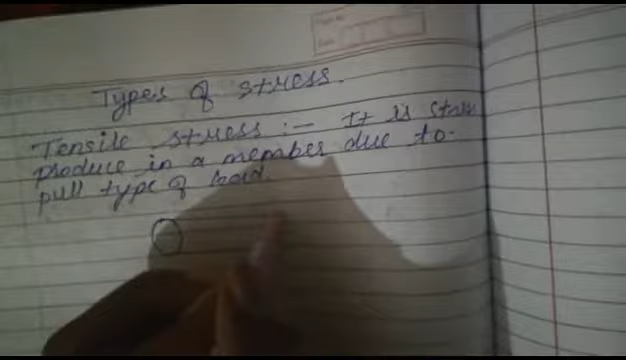 Types of stress.
Tensile stress :- It is stress
produce in a member due to
pull type of load